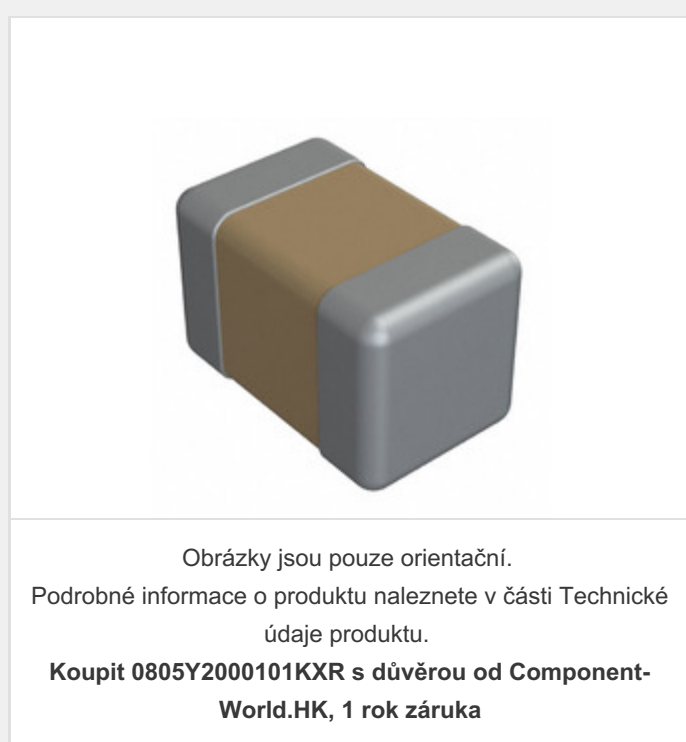 Obrázky jsou pouze orientační.
Podrobné informace o produktu naleznete v části Technické
údaje produktu.
Koupit 0805Y2000101KXR s důvěrou od Component-
World.HK, 1 rok záruka